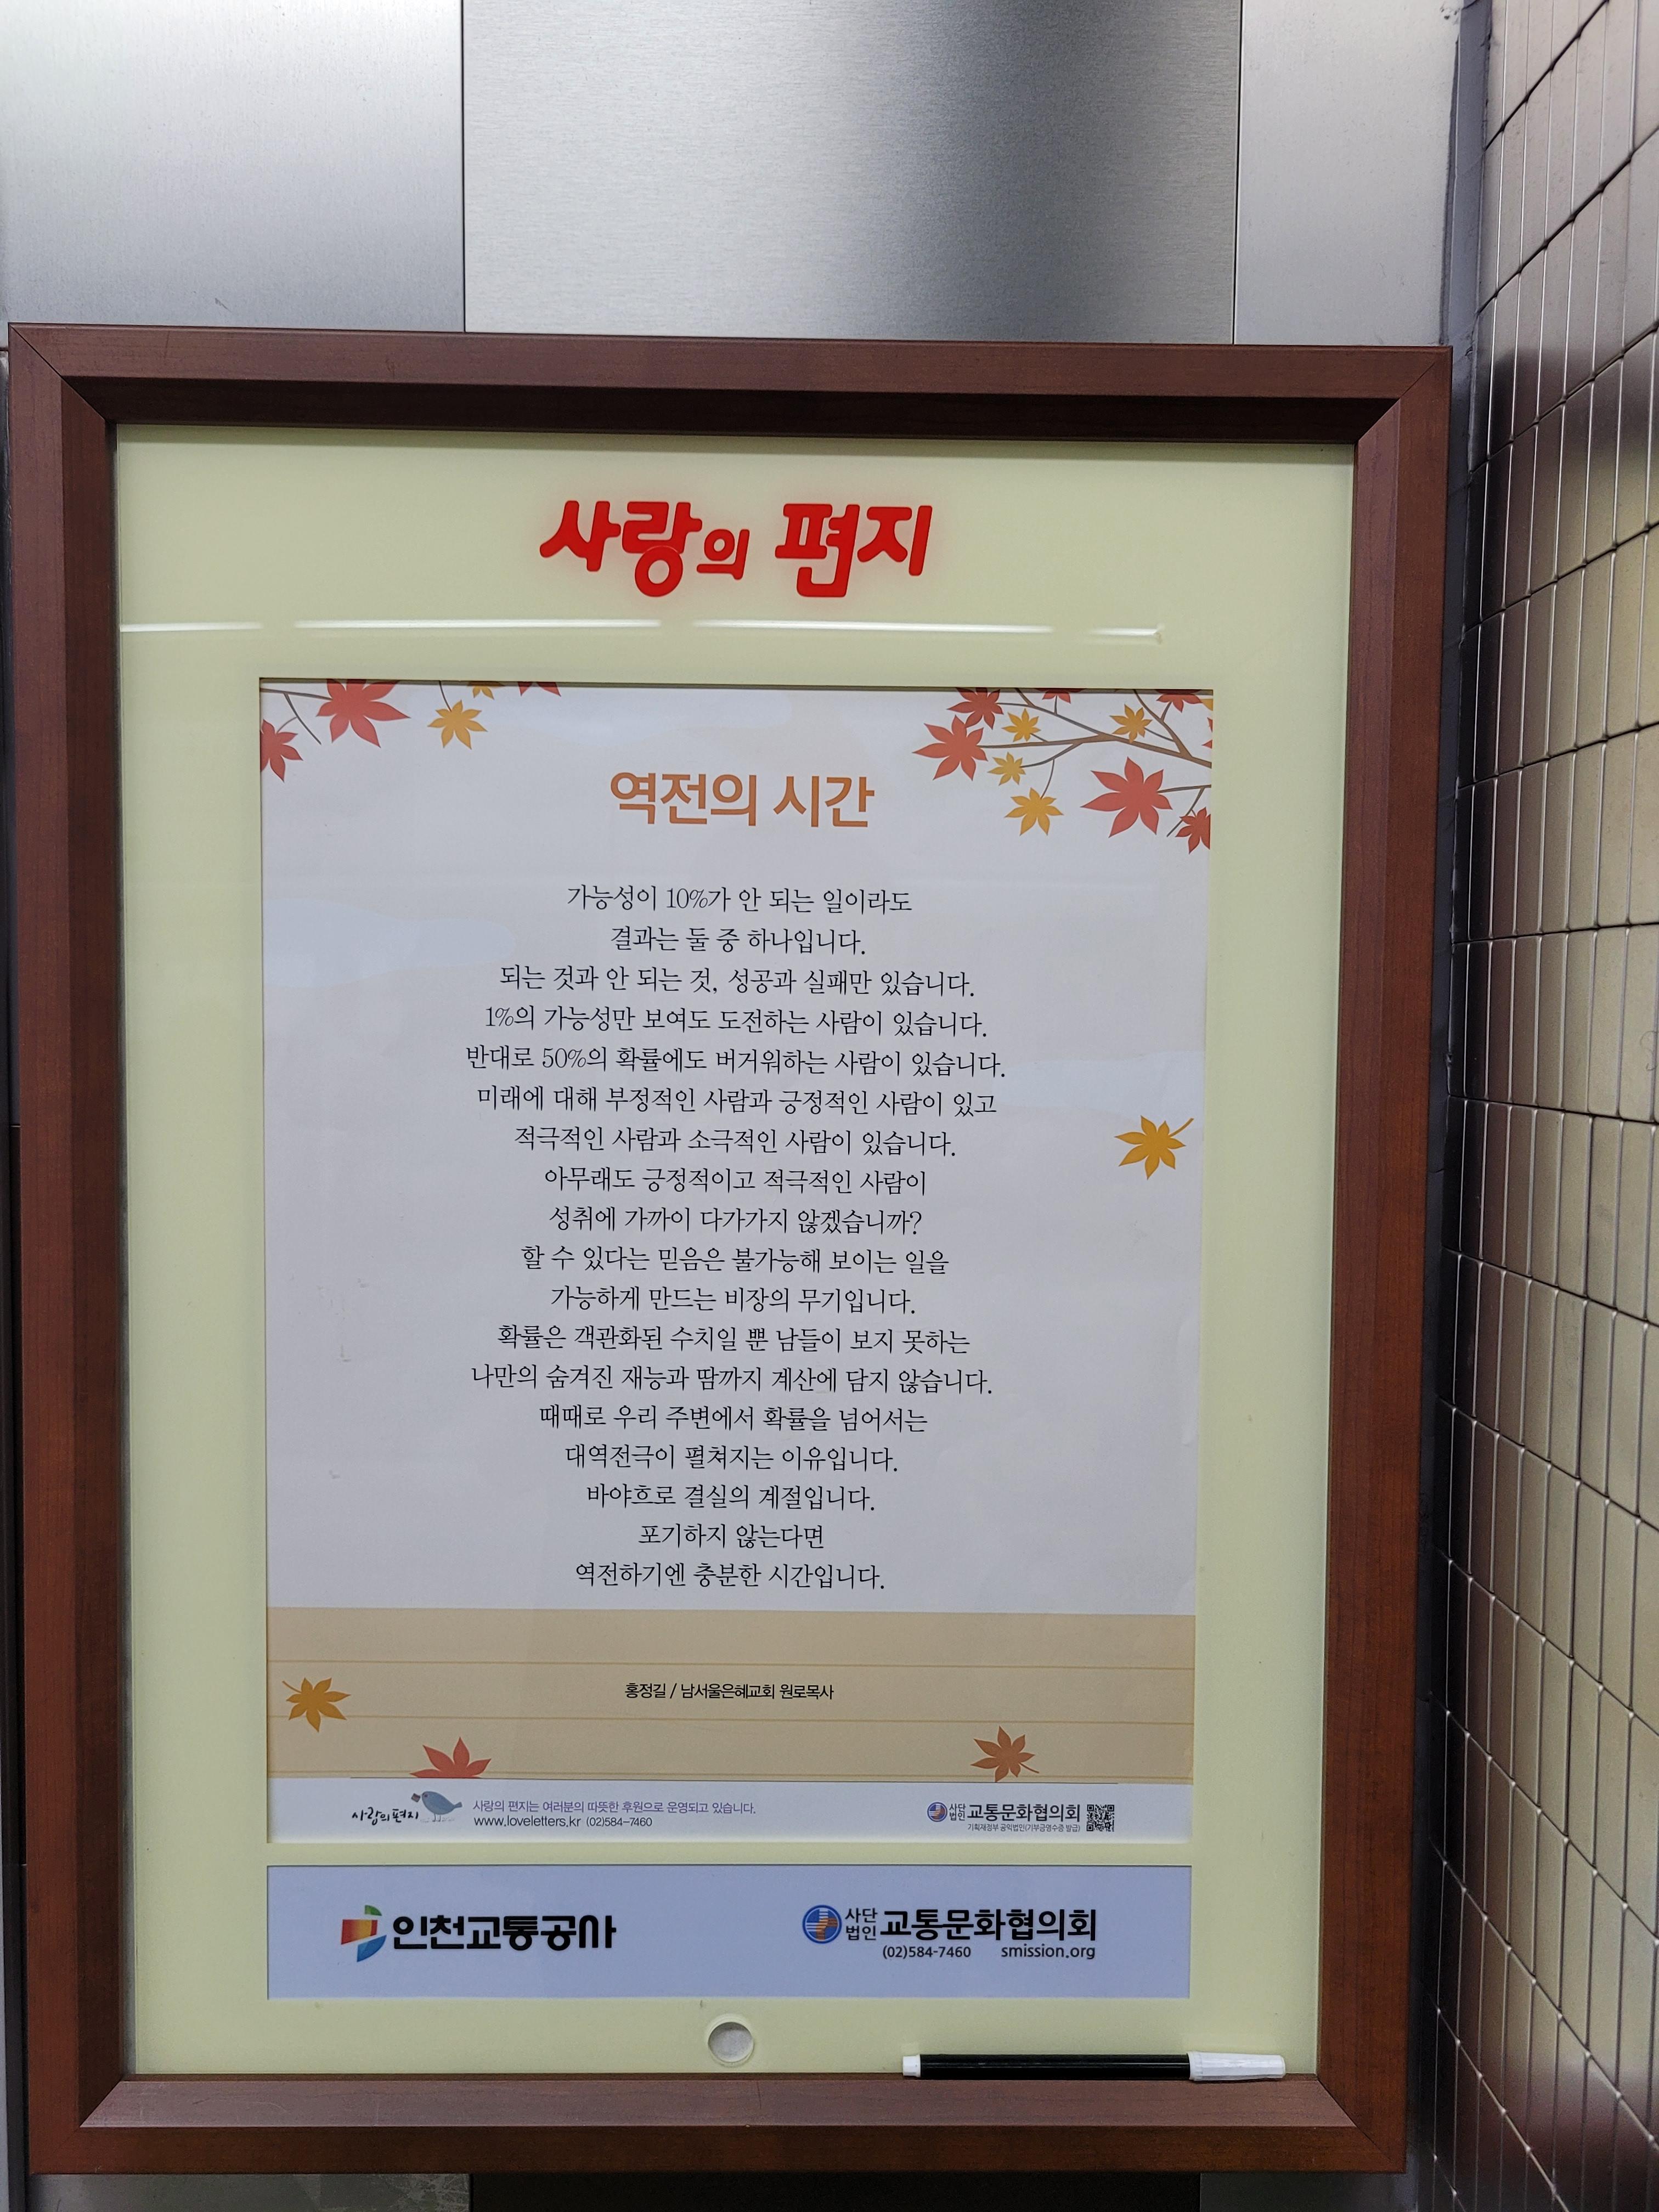 사랑의 편지
역전의 시간
가능성이 10%가 안 되는 일이라도
결과는 둘 중 하나입니다.
되는 것과 안 되는 것, 성공과 실패만 있습니다.
1%의 가능성만 보여도 도전하는 사람이 있습니다.
반대로 50%의 확률에도 버거워하는 사람이 있습니다.
미래에 대해 부정적인 사람과 긍정적인 사람이 있고
적극적인 사람과 소극적인 사람이 있습니다.
아무래도 긍정적이고 적극적인 사람이
성취에 가까이 다가가지 않겠습니까?
할 수 있다는 믿음은 불가능해 보이는 일을
가능하게 만드는 비장의 무기입니다.
확률은 객관화된 수치일 뿐 남들이 보지 못하는
나만의 숨겨진 재능과 땀까지 계산에 담지 않습니다.
때때로 우리 주변에서 확률을 넘어서는
대역전극이 펼쳐지는 이유입니다.
바야흐로 결실의 계절입니다.
포기하지 않는다면
역전하기엔 충분한 시간입니다.
홍정길 / 남서울은혜교회 원로목사
사랑의 편지
사랑의 편지는 여러분의 따뜻한 후원으로 운영되고 있습니다.
www.loveletters.kr (02)584-7460
사단법인 교통문화협의회
기획재정부 공익법인(기부금영수증 발급)
인천교통공사
사단법인 교통문화협의회
(02)584-7460 smission.org